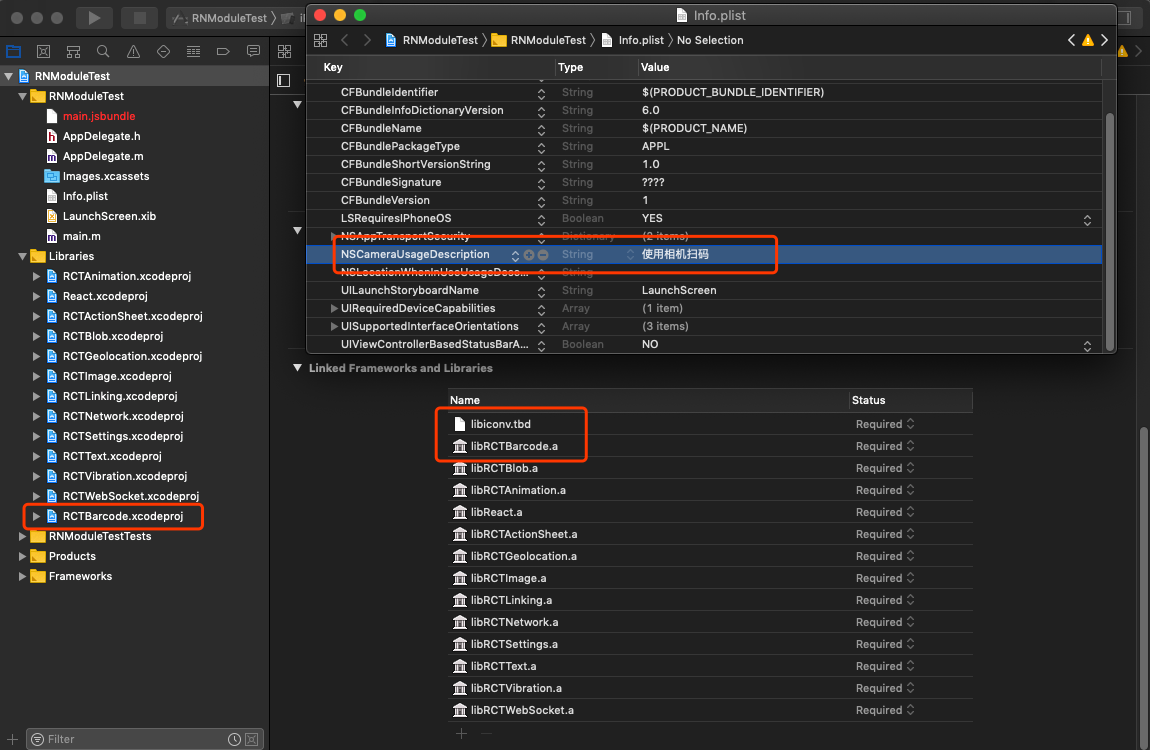 RNModuleTest
Info.plist
RNModuleTest
RNModuleTest
Info.plist
No Selection
RNModuleTest
RNModuleTest
main.jsbundle
AppDelegate.h
AppDelegate.m
Images.xcassets
Info.plist
LaunchScreen.xib
main.m
Libraries
RCTAnimation.xcodeproj
React.xcodeproj
RCTActionSheet.xcodeproj
RCTBlob.xcodeproj
RCTGeolocation.xcodeproj
RCTImage.xcodeproj
RCTLinking.xcodeproj
RCTNetwork.xcodeproj
RCTSettings.xcodeproj
RCTText.xcodeproj
RCTVibration.xcodeproj
RCTWebSocket.xcodeproj
RCTBarcode.xcodeproj
RNModuleTestTests
Products
Frameworks
Filter
Key Type Value
CFBundleIdentifier String $(PRODUCT_BUNDLE_IDENTIFIER)
CFBundleInfoDictionaryVersion String 6.0
CFBundleName String $(PRODUCT_NAME)
CFBundlePackageType String APPL
CFBundleShortVersionString String 1.0
CFBundleSignature String ????
CFBundleVersion String 1
LSRequiresIPhoneOS Boolean YES
NSAppTransportSecurity Dictionary (2 items)
NSCameraUsageDescription String 使用相机扫码
NSLocationWhenInUseUsageDesc... String
UILaunchStoryboardName String LaunchScreen
UIRequiredDeviceCapabilities Array (1 item)
UISupportedInterfaceOrientations Array (3 items)
UIViewControllerBasedStatusBarA... Boolean NO
Linked Frameworks and Libraries
Name Status
libiconv.tbd Required
libRCTBarcode.a Required
libRCTBlob.a Required
libRCTAnimation.a Required
libReact.a Required
libRCTActionSheet.a Required
libRCTGeolocation.a Required
libRCTImage.a Required
libRCTLinking.a Required
libRCTNetwork.a Required
libRCTSettings.a Required
libRCTText.a Required
libRCTVibration.a Required
libRCTWebSocket.a Required